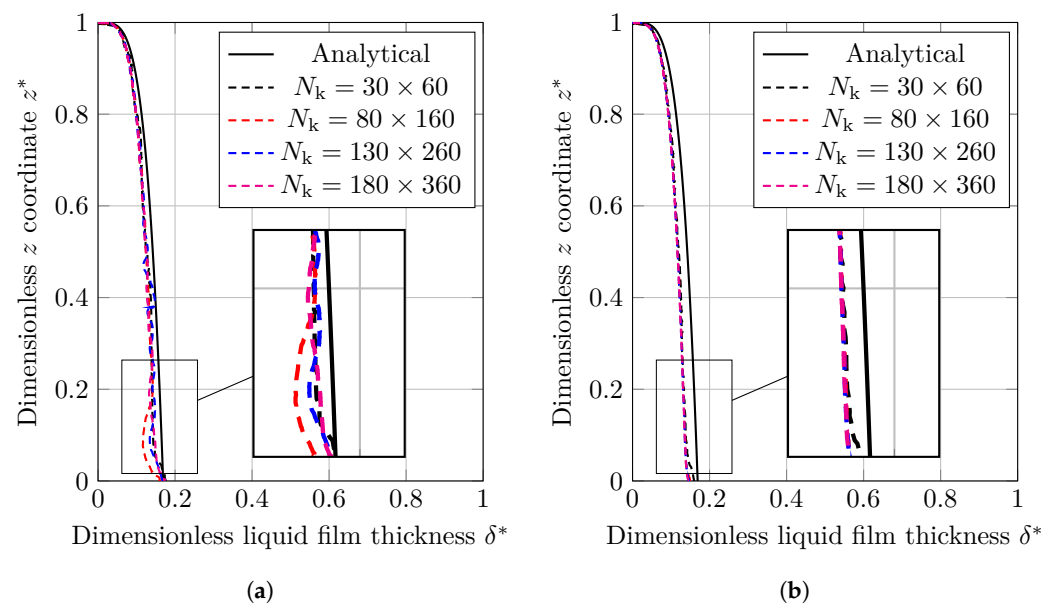 Analytical
N_k = 30 × 60
N_k = 80 × 160
N_k = 130 × 260
N_k = 180 × 360
1
0.8
0.6
0.4
0.2
0
0
0.2
0.4
0.6
0.8
1
Dimensionless z coordinate z*
Dimensionless liquid film thickness δ*
(a)
Analytical
N_k = 30 × 60
N_k = 80 × 160
N_k = 130 × 260
N_k = 180 × 360
1
0.8
0.6
0.4
0.2
0
0
0.2
0.4
0.6
0.8
1
Dimensionless z coordinate z*
Dimensionless liquid film thickness δ*
(b)